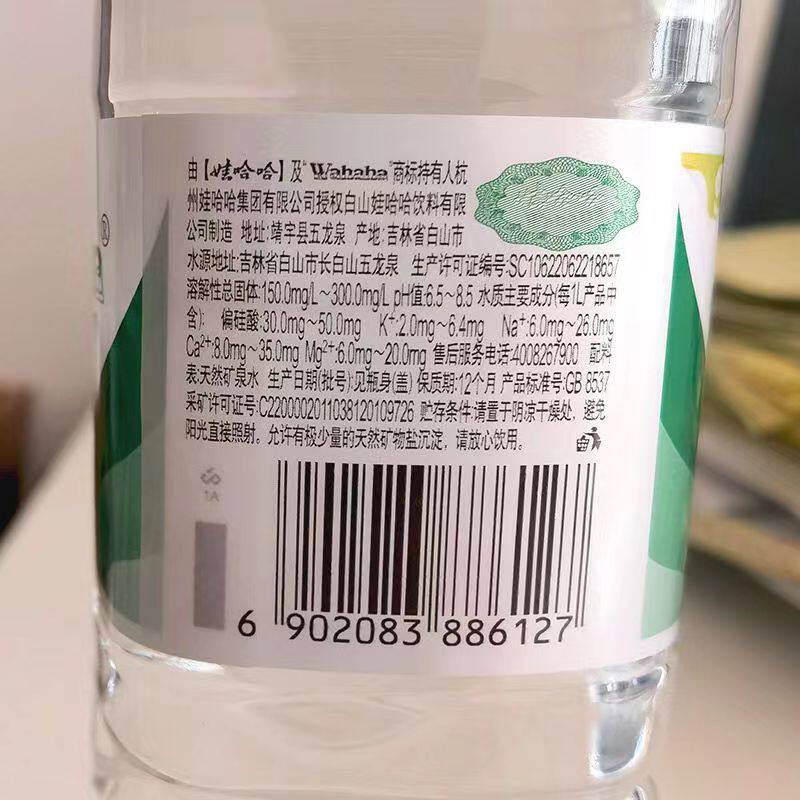 由【娃哈哈】及"Wahaha"商标持有人杭
州娃哈哈集团有限公司授权白山娃哈哈饮料有限
公司制造 地址:靖宇县五龙泉 产地:吉林省白山市
水源地址:吉林省白山市长白山五龙泉 生产许可证编号:SC10622062218657
溶解性总固体:150.0mg/L~300.0mg/L pH值:6.5~8.5 水质主要成分(每1L产品中
含): 偏硅酸:30.0mg~50.0mg K⁺:2.0mg~6.4mg Na⁺:6.0mg~26.0mg
Ca²⁺:8.0mg~35.0mg Mg²⁺:6.0mg~20.0mg 售后服务电话:4008267900 配料
表:天然矿泉水 生产日期(批号):见瓶身(盖) 保质期:12个月 产品标准号:GB 8537
采矿许可证号:C2200002011038120109726 贮存条件:请置于阴凉干燥处，避免
阳光直接照射。允许有极少量的天然矿物盐沉淀，请放心饮用。
®
1A
6 902083 886127